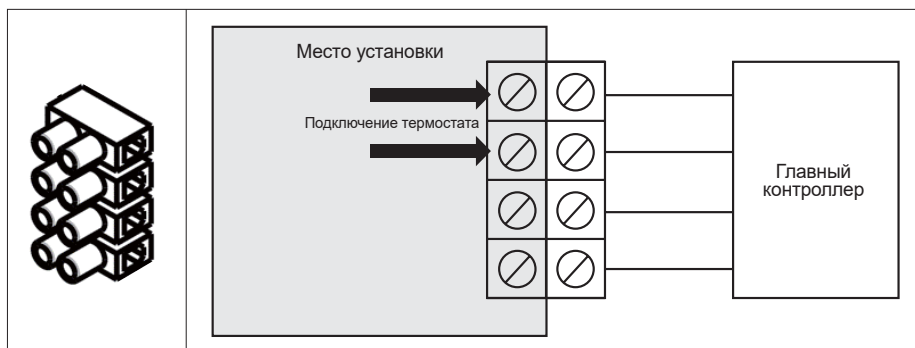 Место установки
Подключение термостата
Главный
контроллер